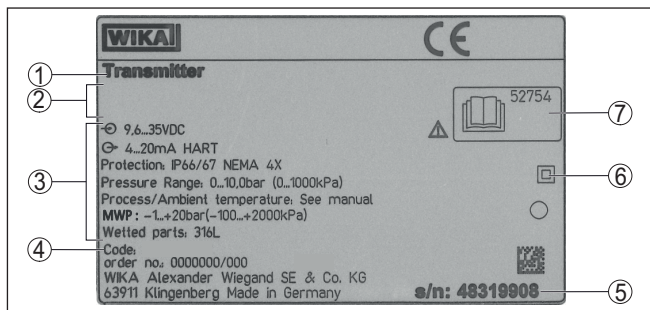 WIKA CE
① Transmitter
②
52754 ⑦
③
9,6...35VDC
4...20mA HART
Protection: IP66/67 NEMA 4X
Pressure Range: 0...10,0bar (0...1000kPa)
⑥
Process/Ambient temperature: See manual
MWP: -1...+20bar(-100...+2000kPa)
Wetted parts: 316L
④ Code:
order no.: 0000000/000
WIKA Alexander Wiegand SE & Co. KG
63911 Klingenberg Made in Germany
s/n: 48319908 ⑤